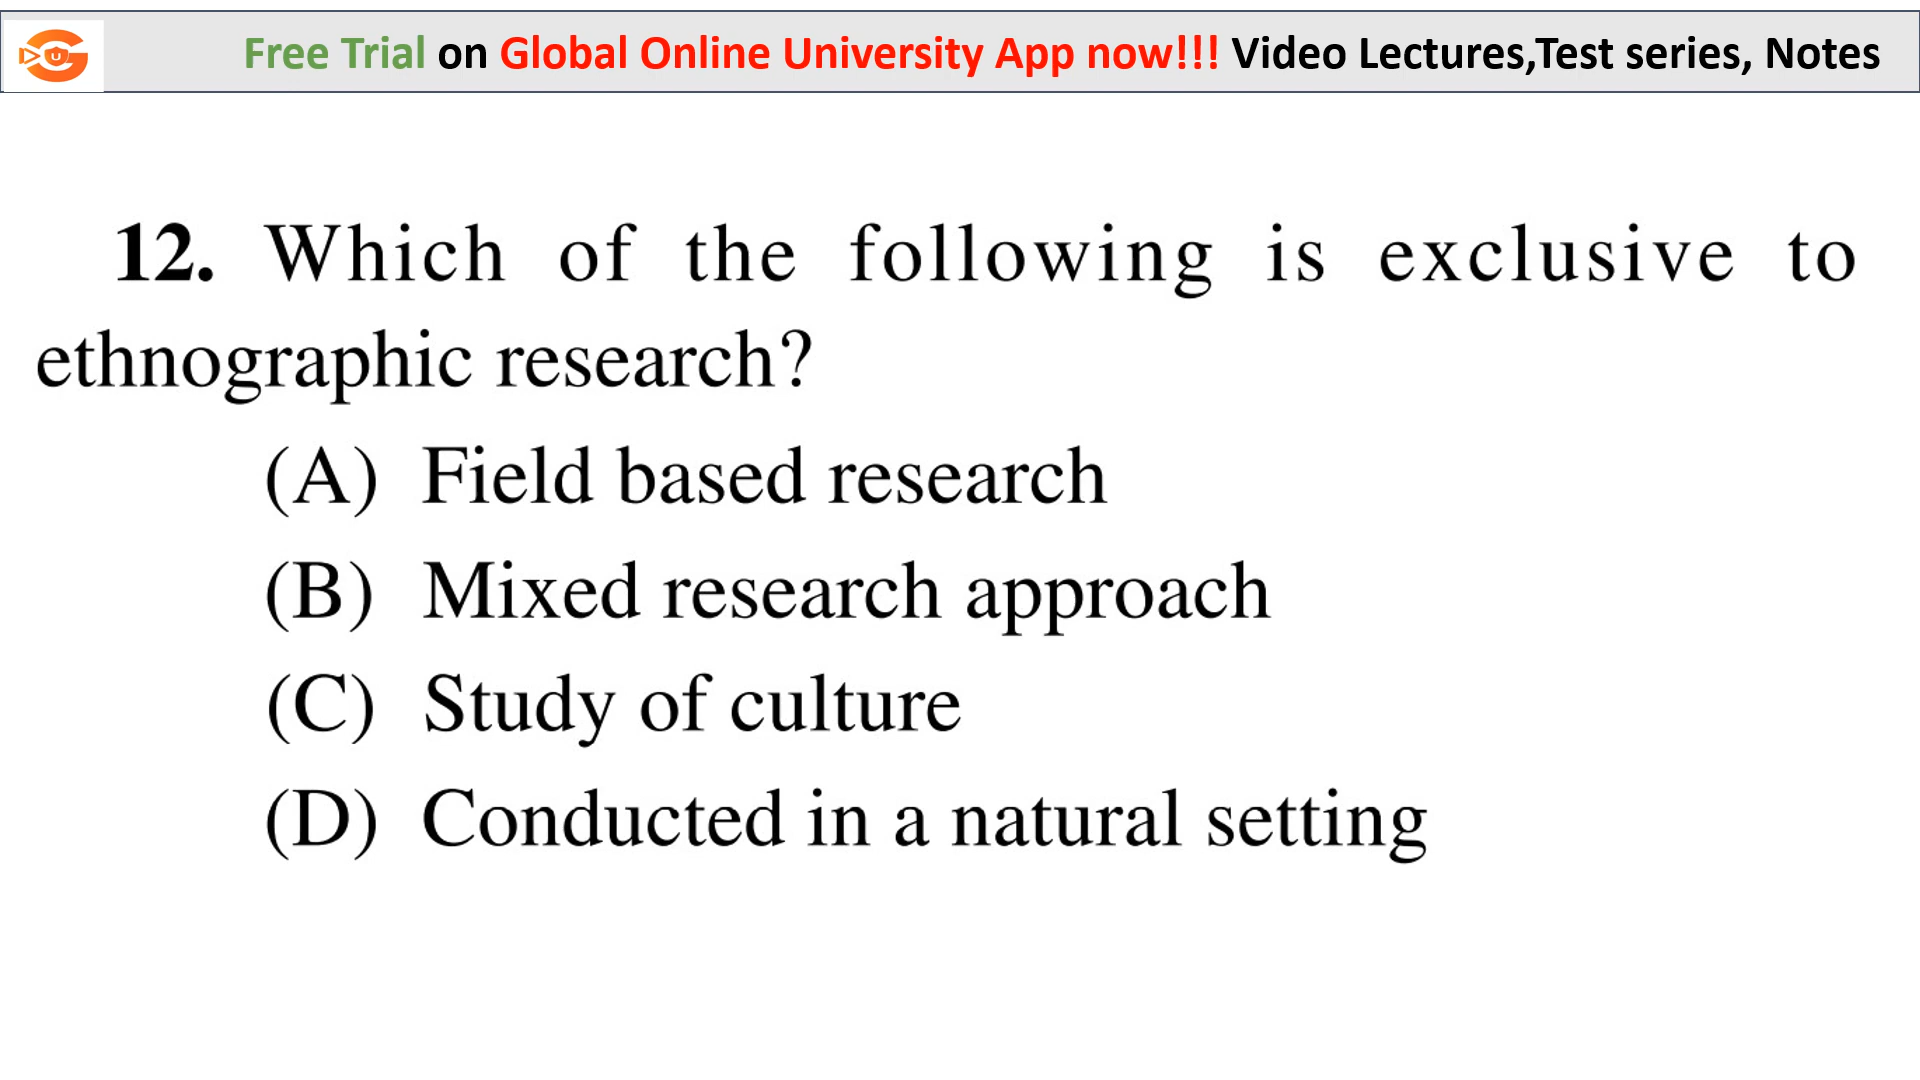 Free Trial on Global Online University App now!!! Video Lectures,Test series, Notes
12. Which of the following is exclusive to
ethnographic research?
(A) Field based research
(B) Mixed research approach
(C) Study of culture
(D) Conducted in a natural setting